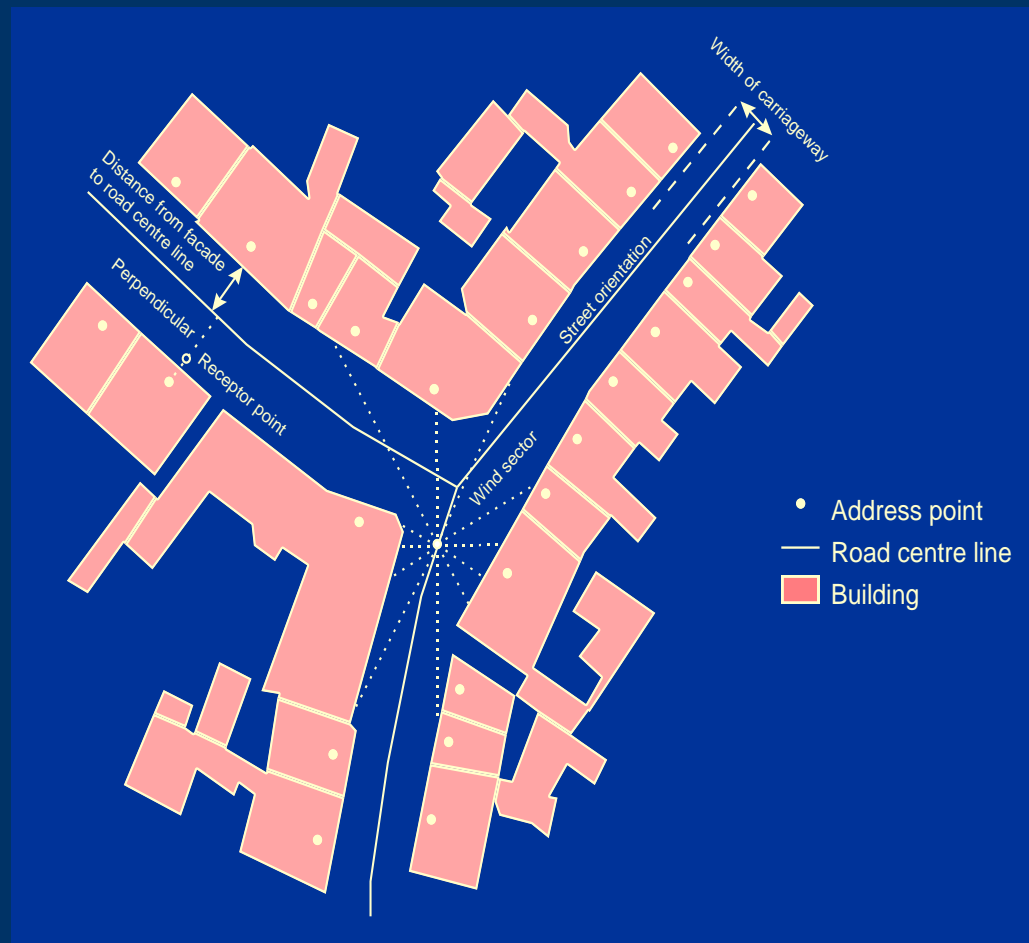 Width of carriageway
Distance from facade
to road centre line
Perpendicular
Receptor point
Street orientation
Wind sector
Address point
Road centre line
Building